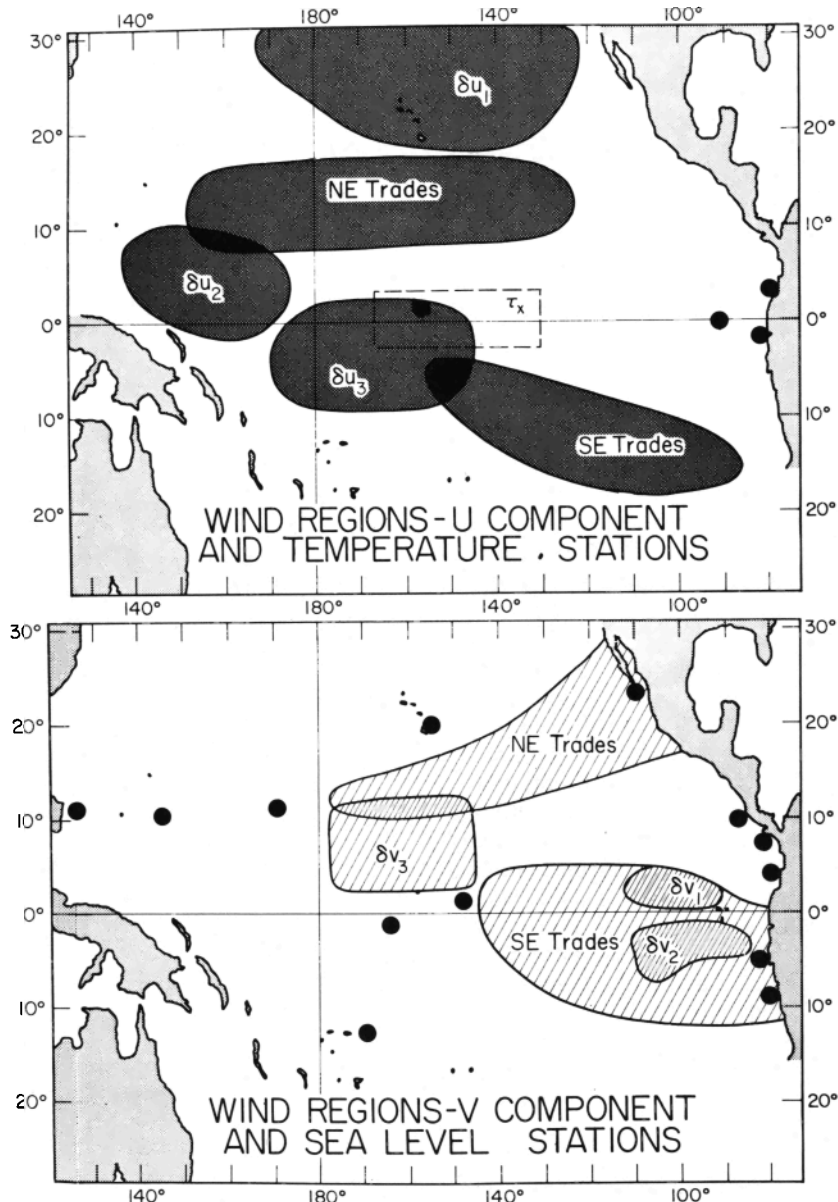 140° 180° 140° 100°
30° 30°
δu₁
20° 20°
NE Trades
10° 10°
δu₂
τₓ
0° 0°
δu₃
10° 10°
SE Trades
20° 20°
WIND REGIONS-U COMPONENT
AND TEMPERATURE . STATIONS
140° 180° 140° 100°
30° 30°
20° 20°
NE Trades
10° 10°
δv₃
δv₁
0° 0°
SE Trades
δv₂
10° 10°
20° 20°
WIND REGIONS-V COMPONENT
AND SEA LEVEL STATIONS
140° 180° 140° 100°